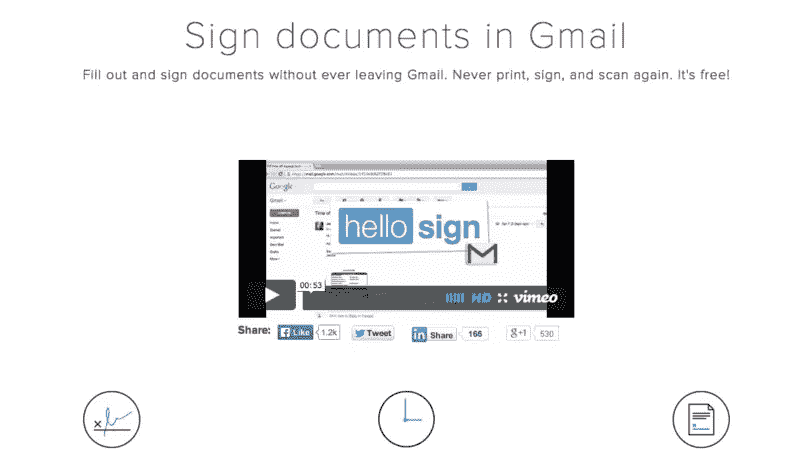 Sign documents in Gmail
Fill out and sign documents without ever leaving Gmail. Never print, sign, and scan again. It's free!
Google
Gmail
hello sign
00:53
HD vimeo
Share: Like 1.2k Tweet Share 166 g+1 530
x